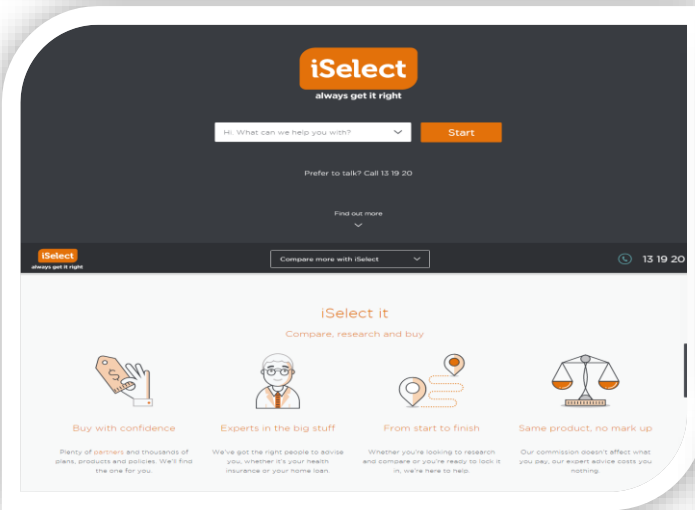 iSelect
always get it right
Hi. What can we help you with?
Start
Prefer to talk? Call 13 19 20
Find out more
iSelect
always get it right
Compare more with iSelect
13 19 20
iSelect it
Compare, research and buy
Buy with confidence
Plenty of partners and thousands of
plans, products and policies. We'll find
the one for you.
Experts in the big stuff
We've got the right people to advise
you, whether it's your health
insurance or your home loan.
From start to finish
Whether you're looking to research
and compare or you're ready to lock it
in, we're here to help.
Same product, no mark up
Our commission doesn't affect what
you pay, our expert advice costs you
nothing.